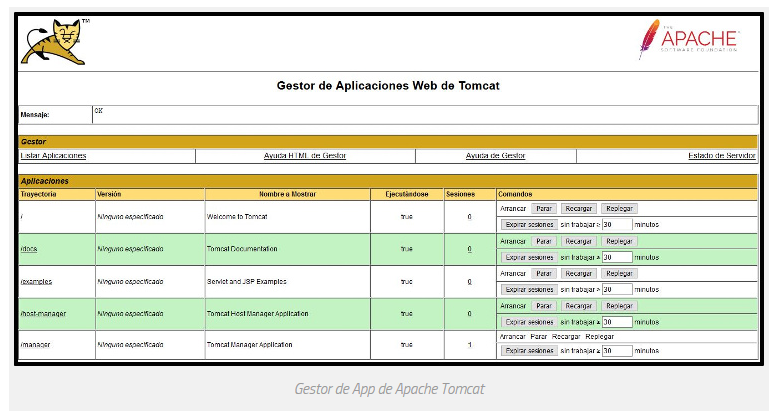 TM
THE
APACHE
SOFTWARE FOUNDATION
Gestor de Aplicaciones Web de Tomcat
Mensaje: OK
Gestor
Listar Aplicaciones Ayuda HTML de Gestor Ayuda de Gestor Estado de Servidor
Aplicaciones
Trayectoria Versión Nombre a Mostrar Ejecutándose Sesiones Comandos
/ Ninguno especificado Welcome to Tomcat true 0 Arrancar Parar Recargar Replegar
Expirar sesiones sin trabajar ≥ 30 minutos
/docs Ninguno especificado Tomcat Documentation true 0 Arrancar Parar Recargar Replegar
Expirar sesiones sin trabajar ≥ 30 minutos
/examples Ninguno especificado Servlet and JSP Examples true 0 Arrancar Parar Recargar Replegar
Expirar sesiones sin trabajar ≥ 30 minutos
/host-manager Ninguno especificado Tomcat Host Manager Application true 0 Arrancar Parar Recargar Replegar
Expirar sesiones sin trabajar ≥ 30 minutos
/manager Ninguno especificado Tomcat Manager Application true 1 Arrancar Parar Recargar Replegar
Expirar sesiones sin trabajar ≥ 30 minutos
Gestor de App de Apache Tomcat